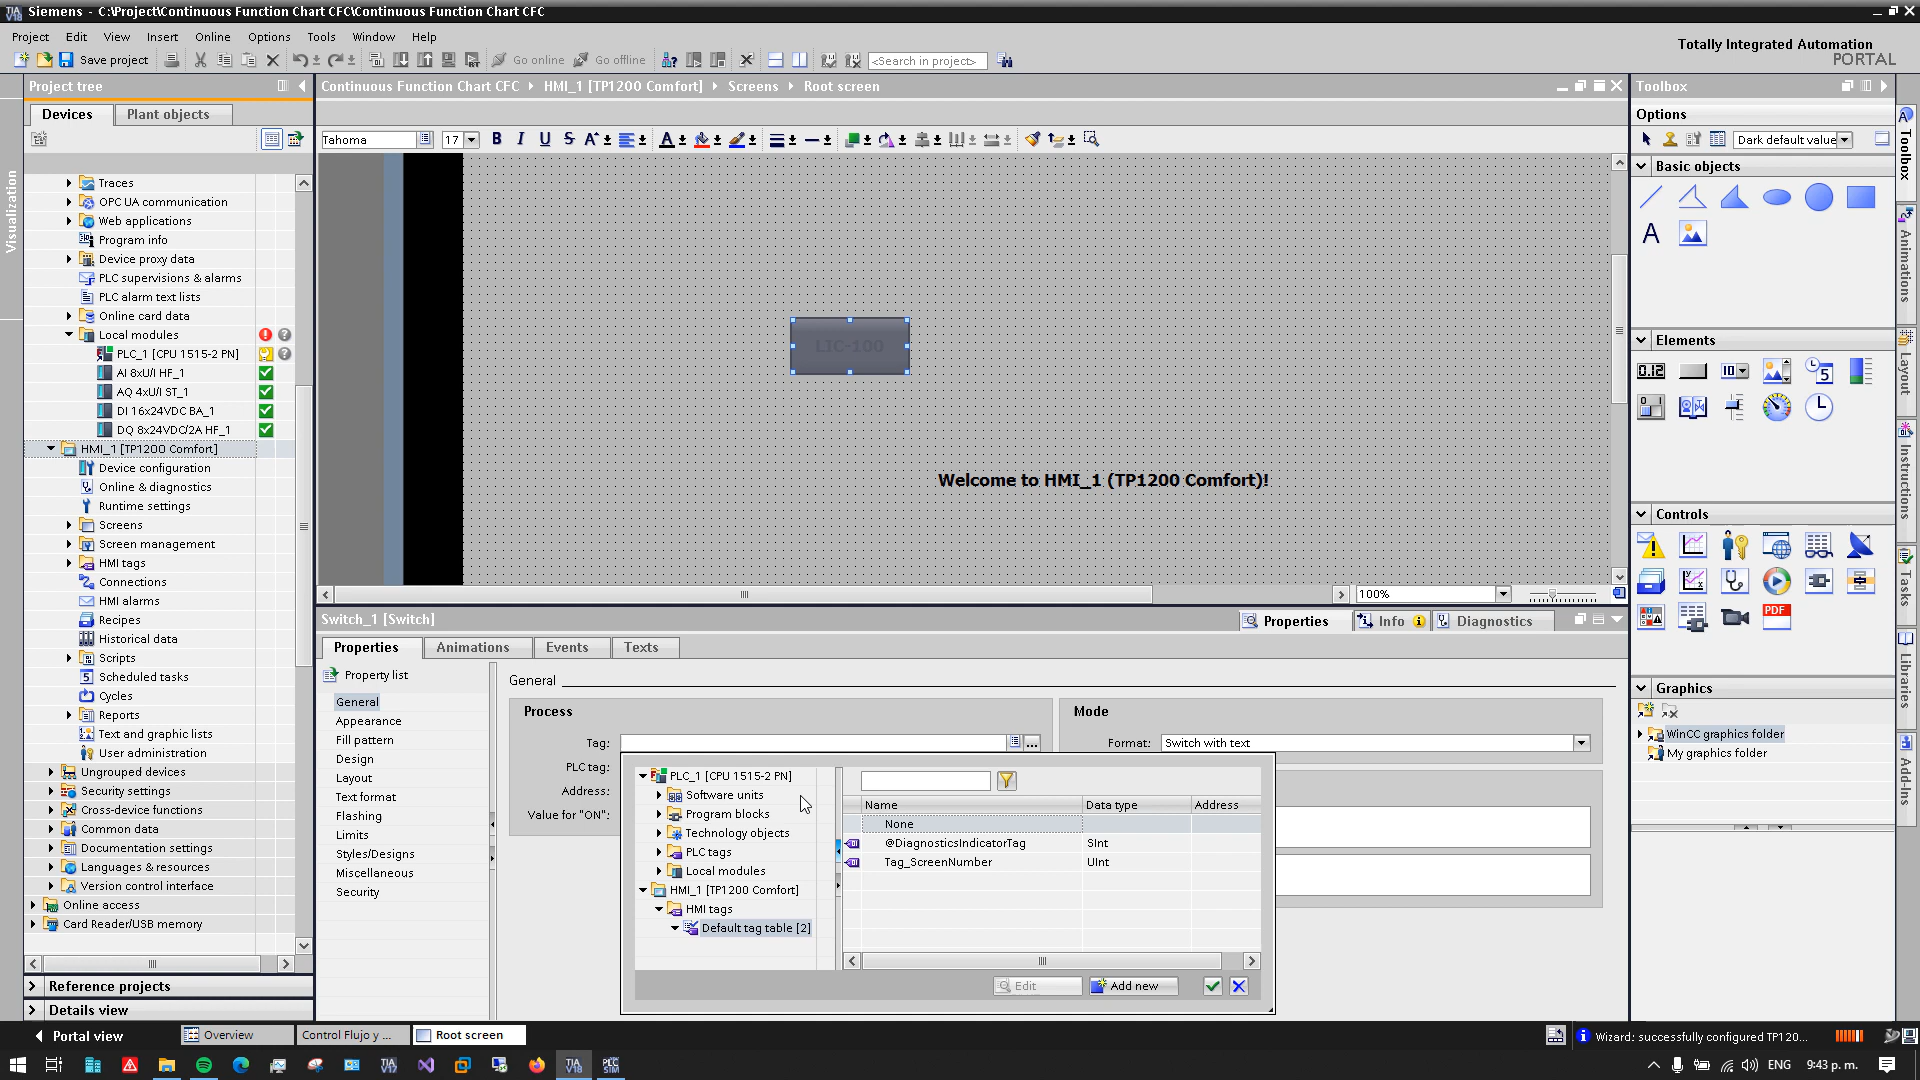 Siemens - C:\Project\Continuous Function Chart CFC\Continuous Function Chart CFC
Project Edit View Insert Online Options Tools Window Help
Totally Integrated Automation
PORTAL
Save project
Go online
Go offline
<Search in project>
Project tree
Continuous Function Chart CFC
HMI_1 [TP1200 Comfort]
Screens
Root screen
Toolbox
Devices
Plant objects
Options
Tahoma
17
B
I
U
S
A
A
Dark default value
Visualization
Traces
OPC UA communication
Web applications
Program info
Device proxy data
PLC supervisions & alarms
PLC alarm text lists
Online card data
Local modules
PLC_1 [CPU 1515-2 PN]
AI 8xU/I HF_1
AQ 4xU/I ST_1
DI 16x24VDC BA_1
DQ 8x24VDC/2A HF_1
HMI_1 [TP1200 Comfort]
Device configuration
Online & diagnostics
Runtime settings
Screens
Screen management
HMI tags
Connections
HMI alarms
Recipes
Historical data
Scripts
Scheduled tasks
Cycles
Reports
Text and graphic lists
User administration
Ungrouped devices
Security settings
Cross-device functions
Common data
Documentation settings
Languages & resources
Version control interface
Online access
Card Reader/USB memory
Reference projects
Details view
LIC-100
Welcome to HMI_1 (TP1200 Comfort)!
100%
Switch_1 [Switch]
Properties
Info
Diagnostics
Properties
Animations
Events
Texts
Property list
General
Appearance
Fill pattern
Design
Layout
Text format
Flashing
Limits
Styles/Designs
Miscellaneous
Security
General
Process
Tag:
PLC tag:
Address:
Value for "ON":
Mode
Format: Switch with text
PLC_1 [CPU 1515-2 PN]
Software units
Program blocks
Technology objects
PLC tags
Local modules
HMI_1 [TP1200 Comfort]
HMI tags
Default tag table [2]
Name Data type Address
None
@DiagnosticsIndicatorTag SInt
Tag_ScreenNumber UInt
Edit
Add new
Basic objects
A
Elements
0.12
10
5
Controls
PDF
Graphics
WinCC graphics folder
My graphics folder
Toolbox
Animations
Layout
Instructions
Tasks
Libraries
Add-Ins
Portal view
Overview
Control Flujo y ...
Root screen
Wizard: successfully configured TP120...
TIA
V18
PLC
SIM
ENG
9:43 p. m.